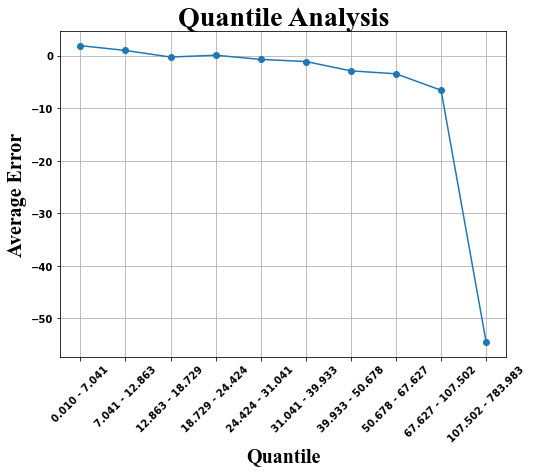 Quantile Analysis
Average Error
0
−10
−20
−30
−40
−50
0.010 - 7.041
7.041 - 12.863
12.863 - 18.729
18.729 - 24.424
24.424 - 31.041
31.041 - 39.933
39.933 - 50.678
50.678 - 67.627
67.627 - 107.502
107.502 - 783.983
Quantile